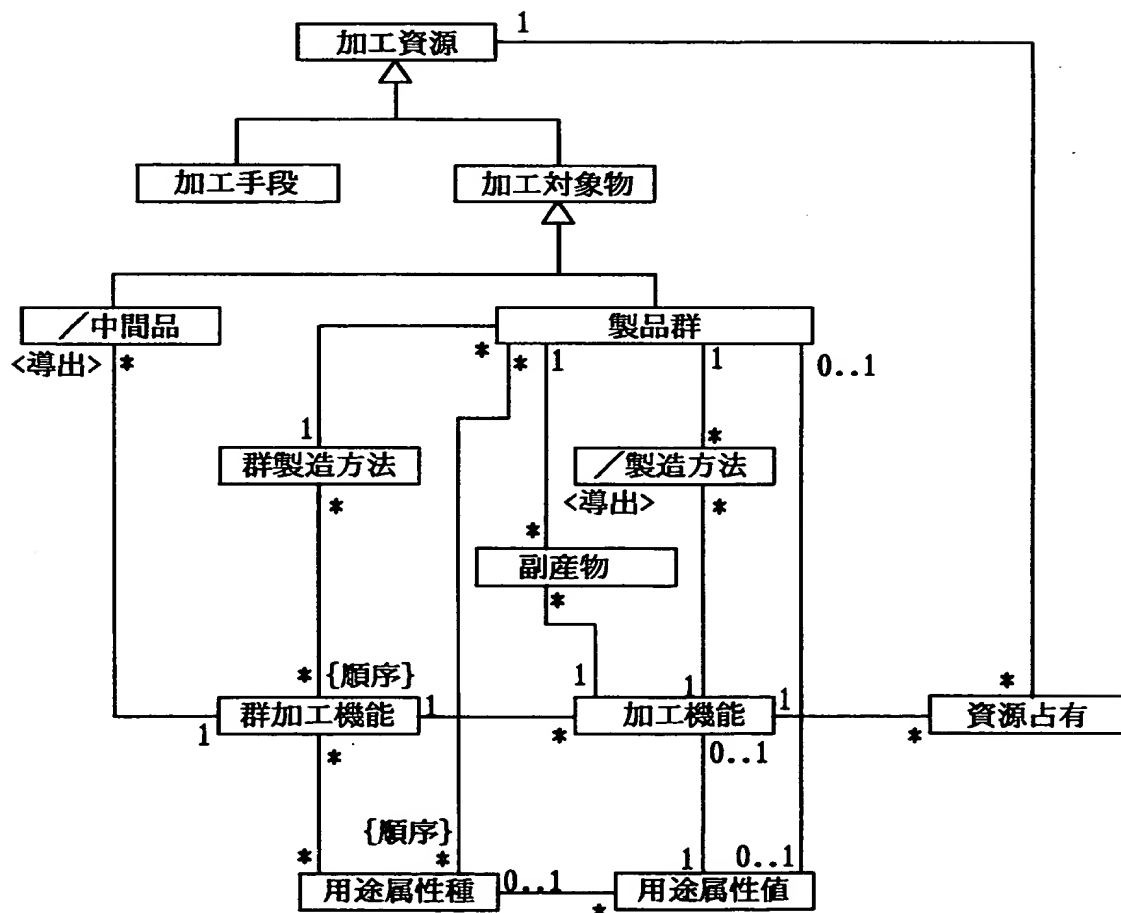 加工資源
1
加工手段
加工対象物
／中間品
製品群
<導出>
*
*
*
1
1
0..1
1
*
群製造方法
／製造方法
*
<導出>
*
*
副産物
*
*
{順序}
1
1
*
群加工機能
1
加工機能
1
資源占有
1
*
*
0..1
*
{順序}
*
*
1
0..1
用途属性種
0..1
用途属性値
*